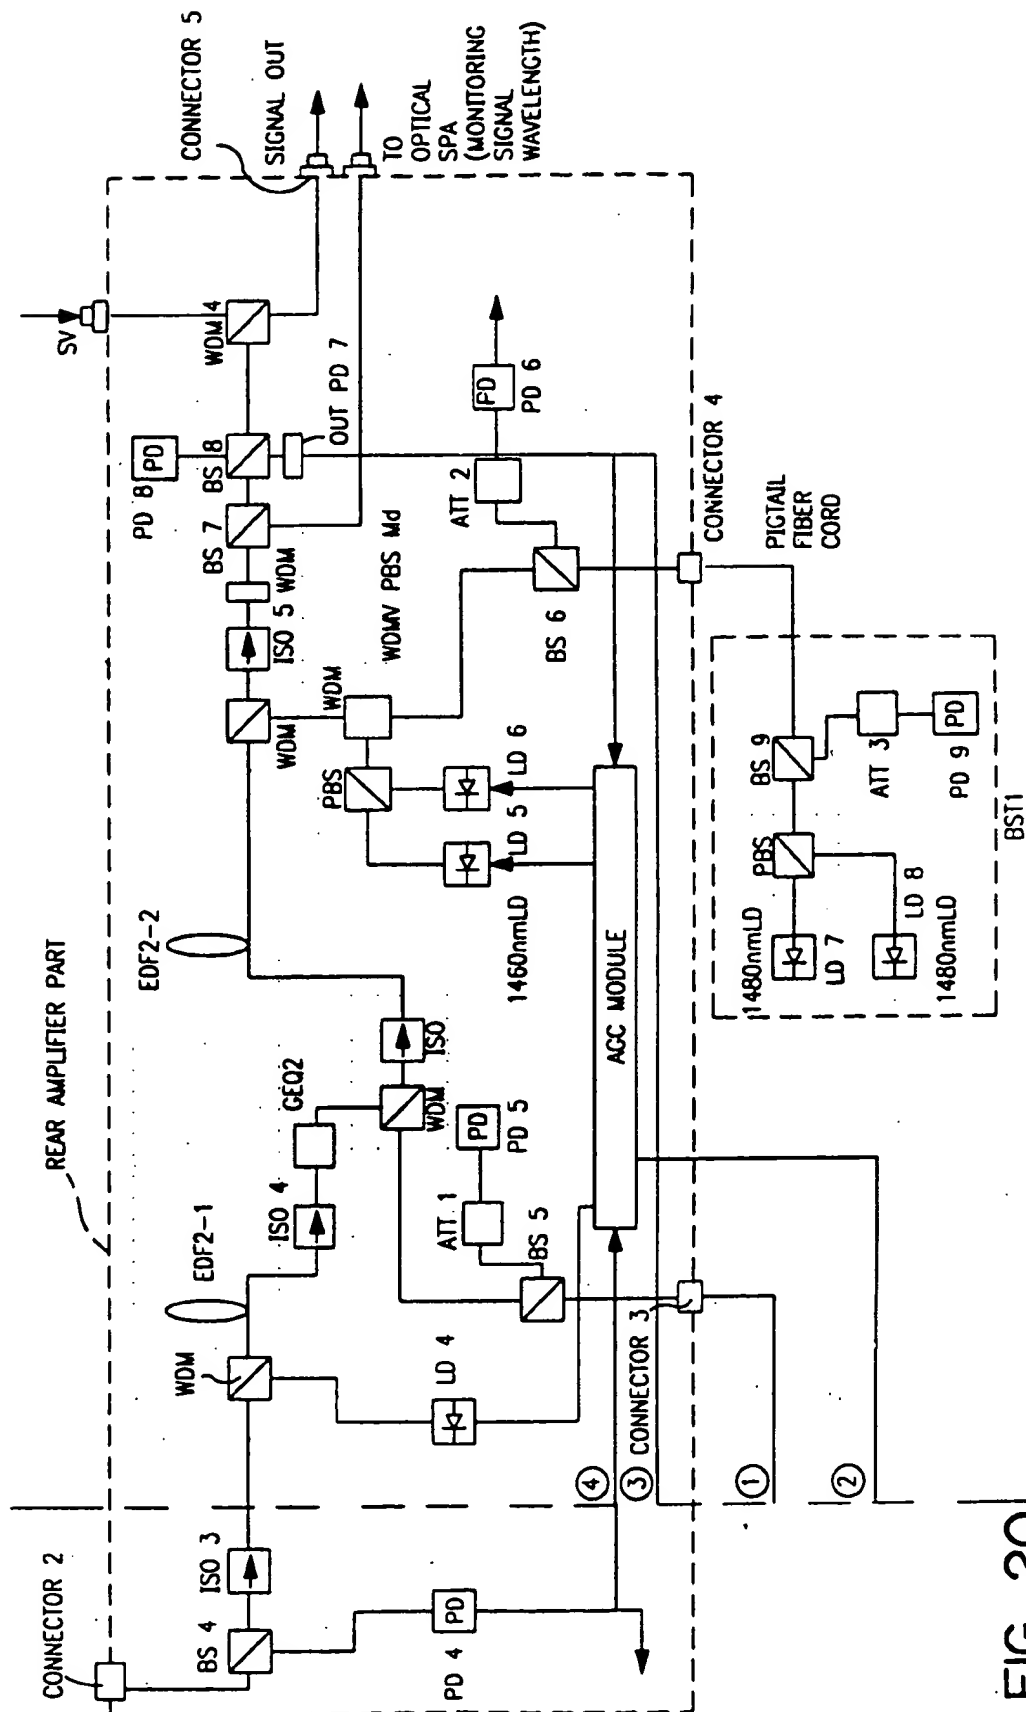 CONNECTOR 5
SIGNAL OUT
TO
OPTICAL
SPA
(MONITORING
SIGNAL
WAVELENGTH)
SV
WDM 4
OUT PD 7
PD 8
PD
BS 8
BS 7
WDM
ISO 5
WDM
WDM
WDMV PBS Md
PD
PD 6
ATT 2
BS 6
CONNECTOR 4
PIGTAIL
FIBER
CORD
PBS
LD 6
LD 5
1460nmLD
EDF2-2
REAR AMPLIFIER PART
ISO
WDM
GEQ2
ISO 4
EDF2-1
PD
PD 5
ATT 1
BS 5
AGC MODULE
BS 9
ATT 3
PD
PD 9
PBS
1480nmLD
LD 7
LD 8
1480nmLD
BST1
WDM
LD 4
CONNECTOR 3
④
③
①
②
CONNECTOR 2
ISO 3
BS 4
PD
PD 4